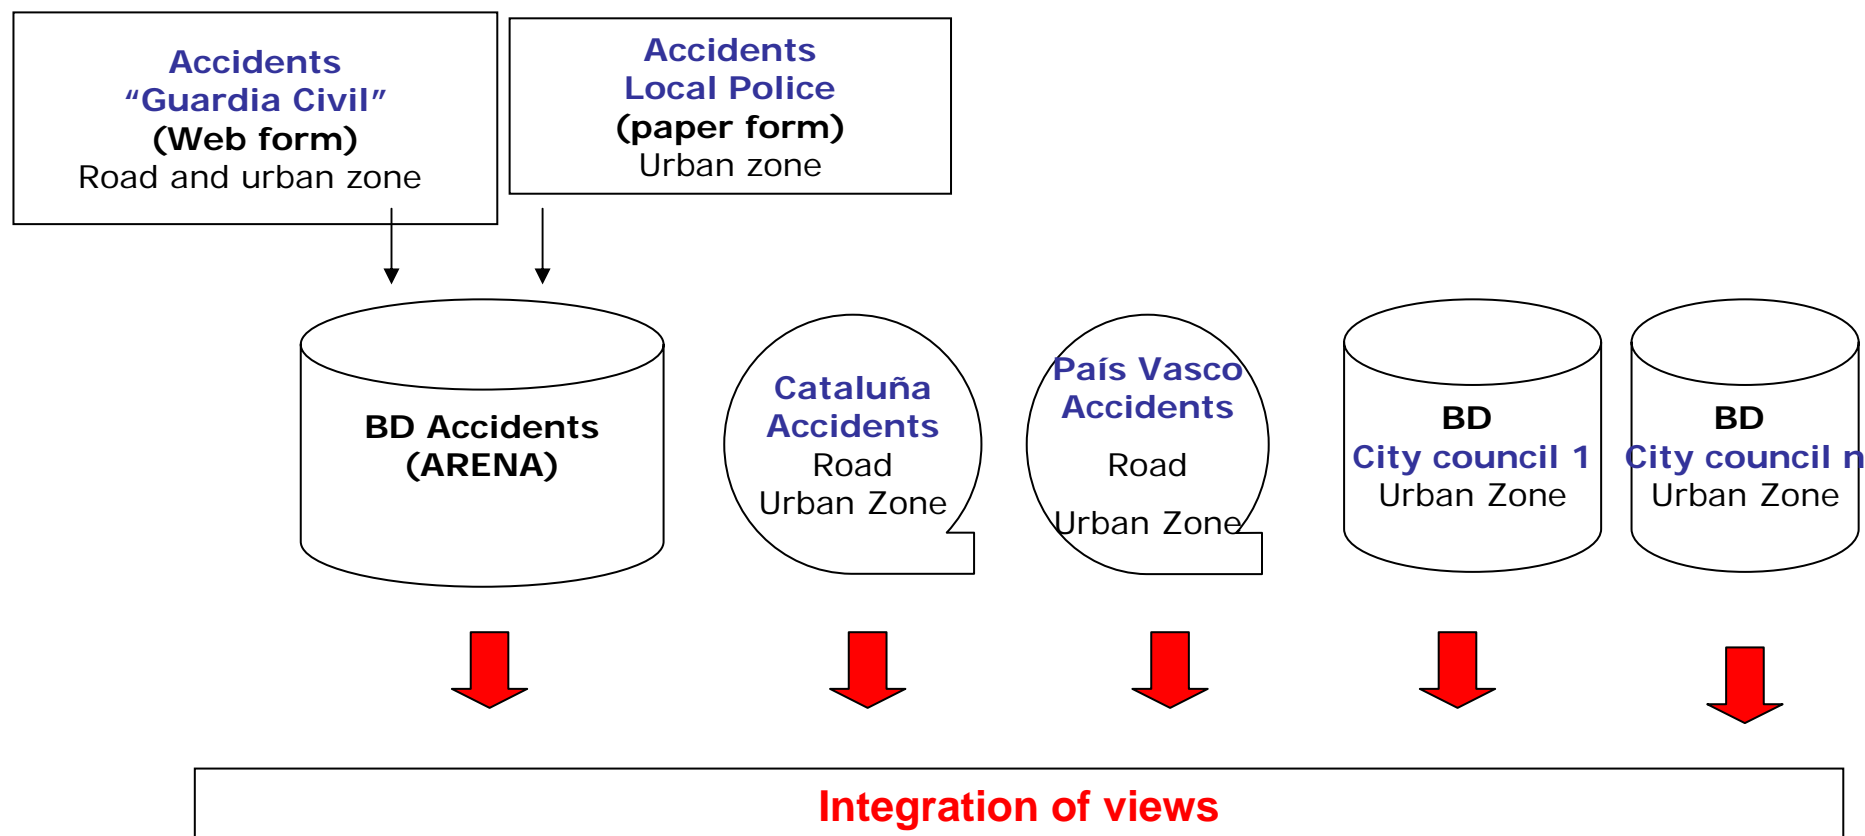 Accidents
“Guardia Civil”
(Web form)
Road and urban zone
Accidents
Local Police
(paper form)
Urban zone
BD Accidents
(ARENA)
Cataluña
Accidents
Road
Urban Zone
País Vasco
Accidents
Road
Urban Zone
BD
City council 1
Urban Zone
BD
City council n
Urban Zone
Integration of views